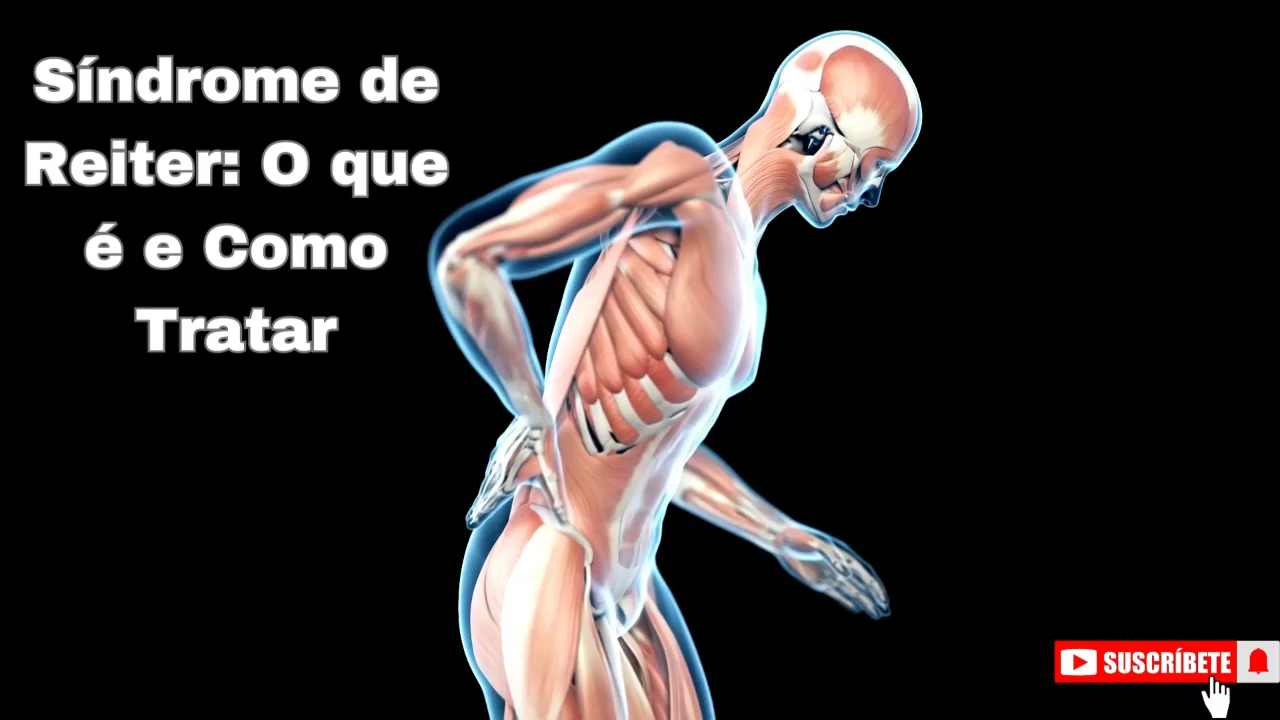 Síndrome de
Reiter: O que
é e Como
Tratar
SUSCRÍBETE